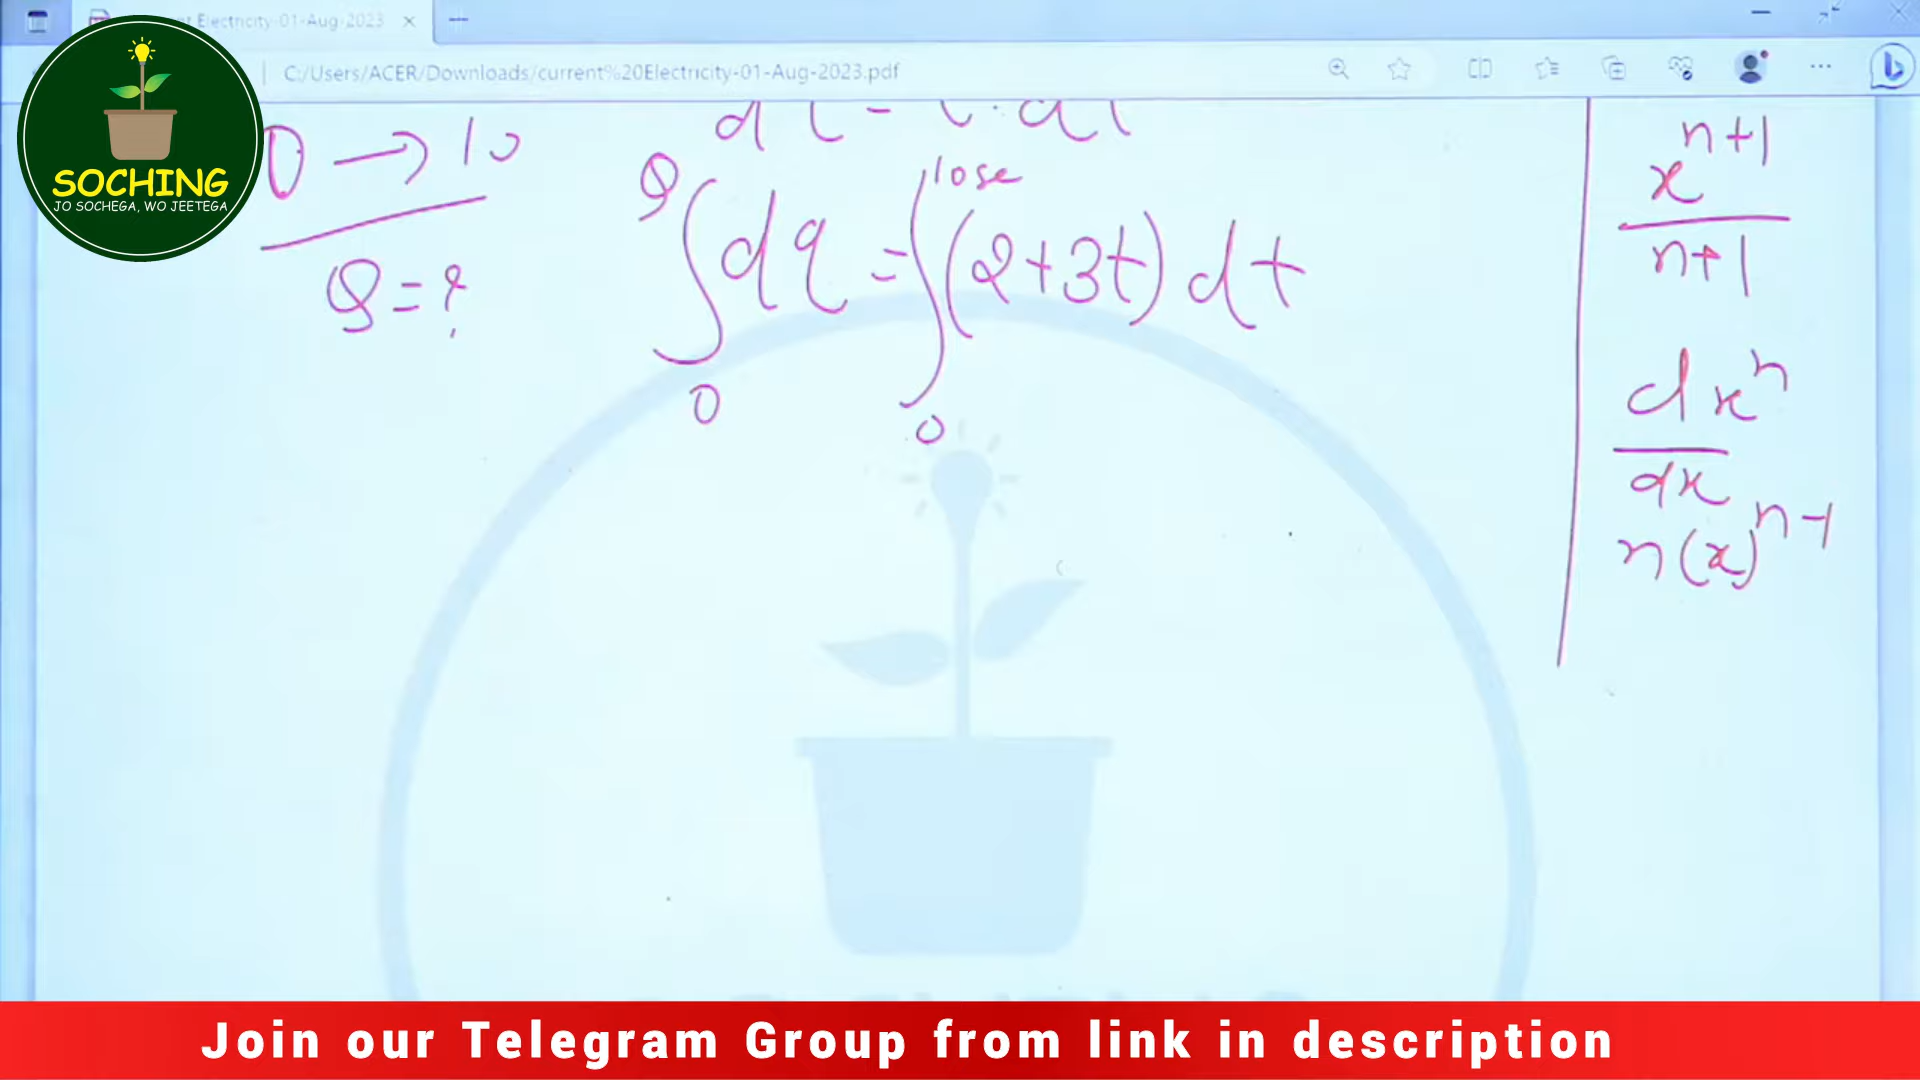 Electricity-01-Aug-2023
C:/Users/ACER/Downloads/current%20Electricity-01-Aug-2023.pdf
SOCHING
JO SOCHEGA, WO JEETEGA
0 → 10
Q = ?
∫₀^Q dq = ∫₀^10sec (2+3t) dt
x^(n+1)
n+1
dx^n
dx
n(x)^(n-1)
Join our Telegram Group from link in description